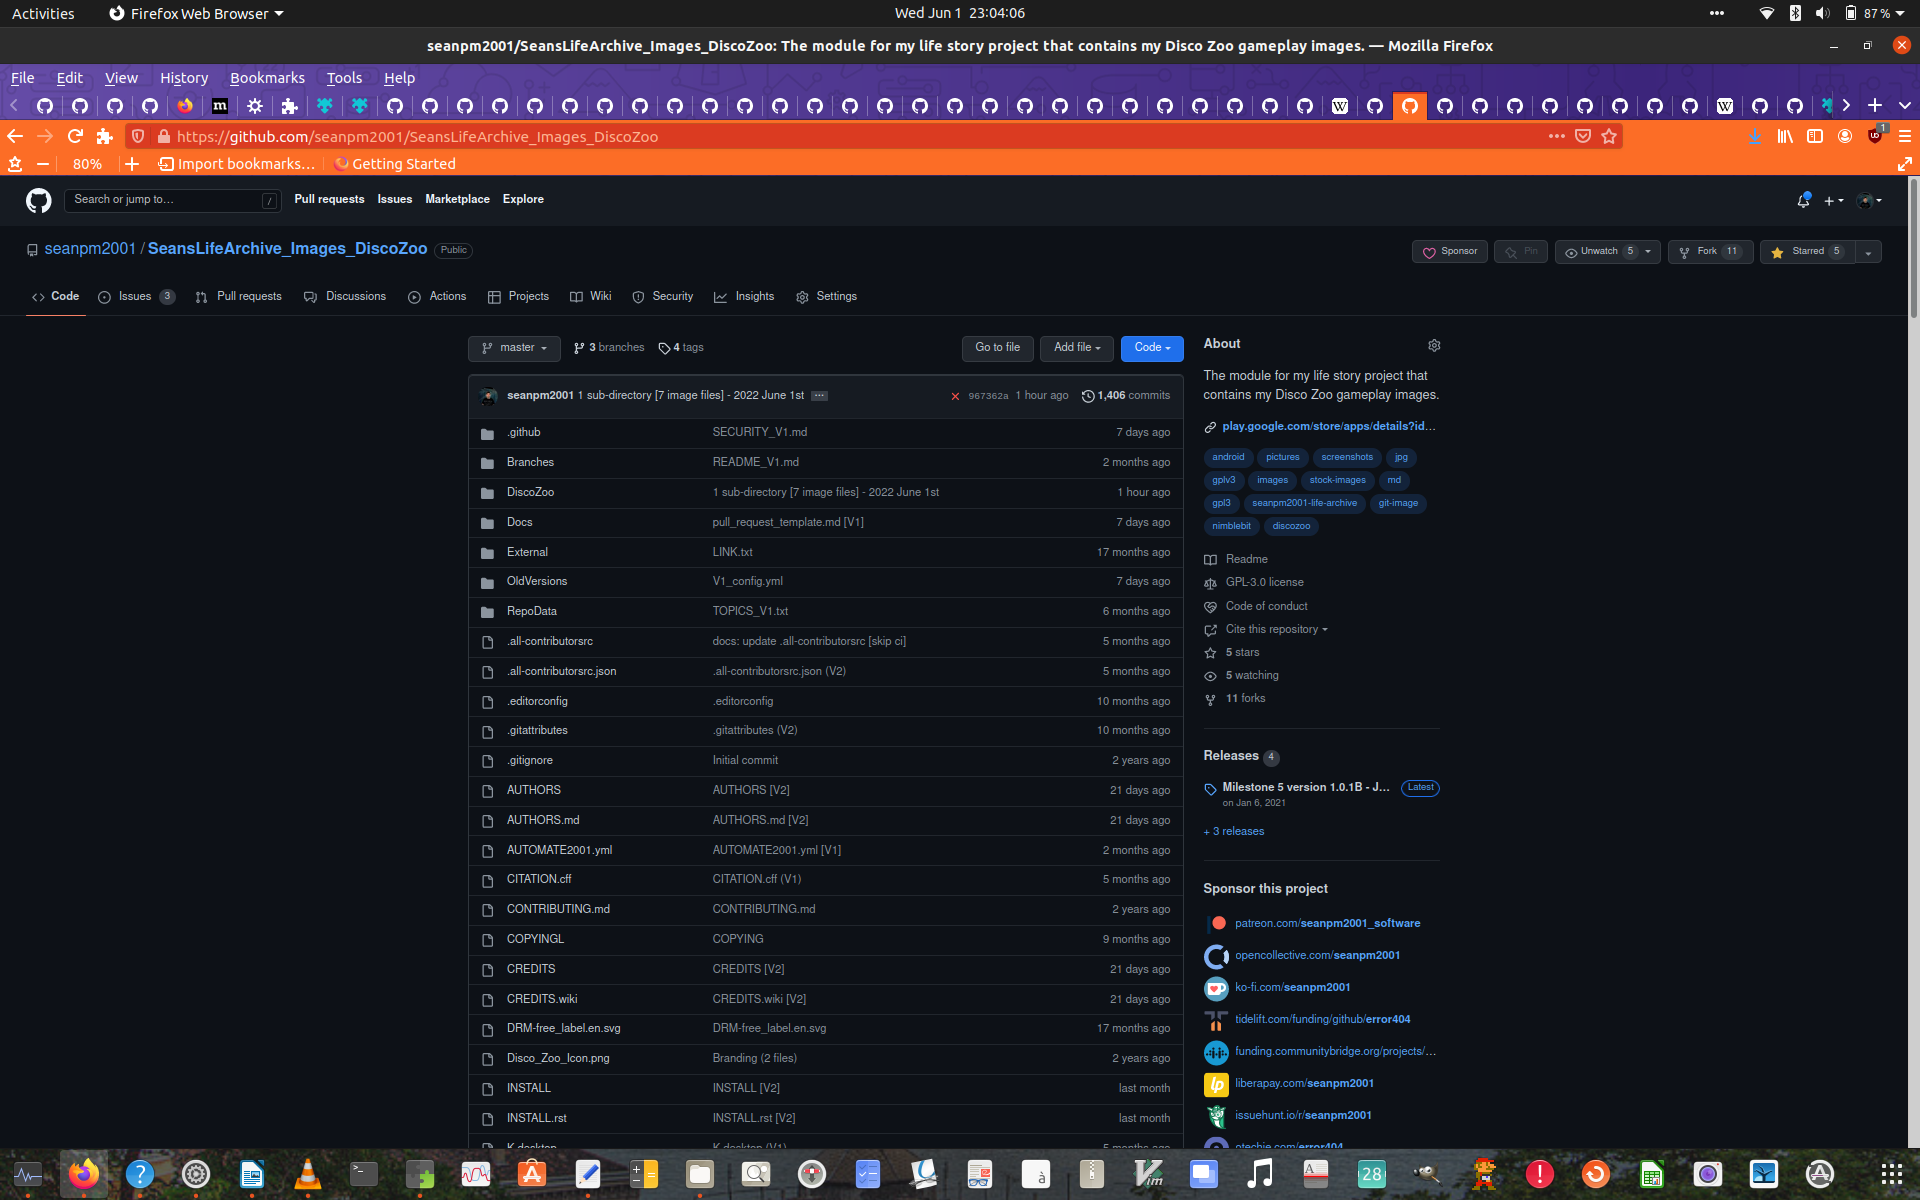 Activities Firefox Web Browser Wed Jun 1 23:04:06 87 %
seanpm2001/SeansLifeArchive_Images_DiscoZoo: The module for my life story project that contains my Disco Zoo gameplay images. — Mozilla Firefox
File Edit View History Bookmarks Tools Help
https://github.com/seanpm2001/SeansLifeArchive_Images_DiscoZoo 1
80% Import bookmarks... Getting Started
Search or jump to... / Pull requests Issues Marketplace Explore
seanpm2001 / SeansLifeArchive_Images_DiscoZoo Public Sponsor Pin Unwatch 5 Fork 11 Starred 5
Code Issues 3 Pull requests Discussions Actions Projects Wiki Security Insights Settings
master 3 branches 4 tags Go to file Add file Code
seanpm2001 1 sub-directory [7 image files] - 2022 June 1st ... 967362a 1 hour ago 1,406 commits
.github SECURITY_V1.md 7 days ago
Branches README_V1.md 2 months ago
DiscoZoo 1 sub-directory [7 image files] - 2022 June 1st 1 hour ago
Docs pull_request_template.md [V1] 7 days ago
External LINK.txt 17 months ago
OldVersions V1_config.yml 7 days ago
RepoData TOPICS_V1.txt 6 months ago
.all-contributorsrc docs: update .all-contributorsrc [skip ci] 5 months ago
.all-contributorsrc.json .all-contributorsrc.json (V2) 5 months ago
.editorconfig .editorconfig 10 months ago
.gitattributes .gitattributes (V2) 10 months ago
.gitignore Initial commit 2 years ago
AUTHORS AUTHORS [V2] 21 days ago
AUTHORS.md AUTHORS.md [V2] 21 days ago
AUTOMATE2001.yml AUTOMATE2001.yml [V1] 2 months ago
CITATION.cff CITATION.cff (V1) 5 months ago
CONTRIBUTING.md CONTRIBUTING.md 2 years ago
COPYINGL COPYING 9 months ago
CREDITS CREDITS [V2] 21 days ago
CREDITS.wiki CREDITS.wiki [V2] 21 days ago
DRM-free_label.en.svg DRM-free_label.en.svg 17 months ago
Disco_Zoo_Icon.png Branding (2 files) 2 years ago
INSTALL INSTALL [V2] last month
INSTALL.rst INSTALL.rst [V2] last month
About
The module for my life story project that
contains my Disco Zoo gameplay images.
play.google.com/store/apps/details?id...
android pictures screenshots jpg
gplv3 images stock-images md
gpl3 seanpm2001-life-archive git-image
nimblebit discozoo
Readme
GPL-3.0 license
Code of conduct
Cite this repository
5 stars
5 watching
11 forks
Releases 4
Milestone 5 version 1.0.1B - J... Latest
on Jan 6, 2021
+ 3 releases
Sponsor this project
patreon.com/seanpm2001_software
opencollective.com/seanpm2001
ko-fi.com/seanpm2001
tidelift.com/funding/github/error404
funding.communitybridge.org/projects/...
liberapay.com/seanpm2001
issuehunt.io/r/seanpm2001
28